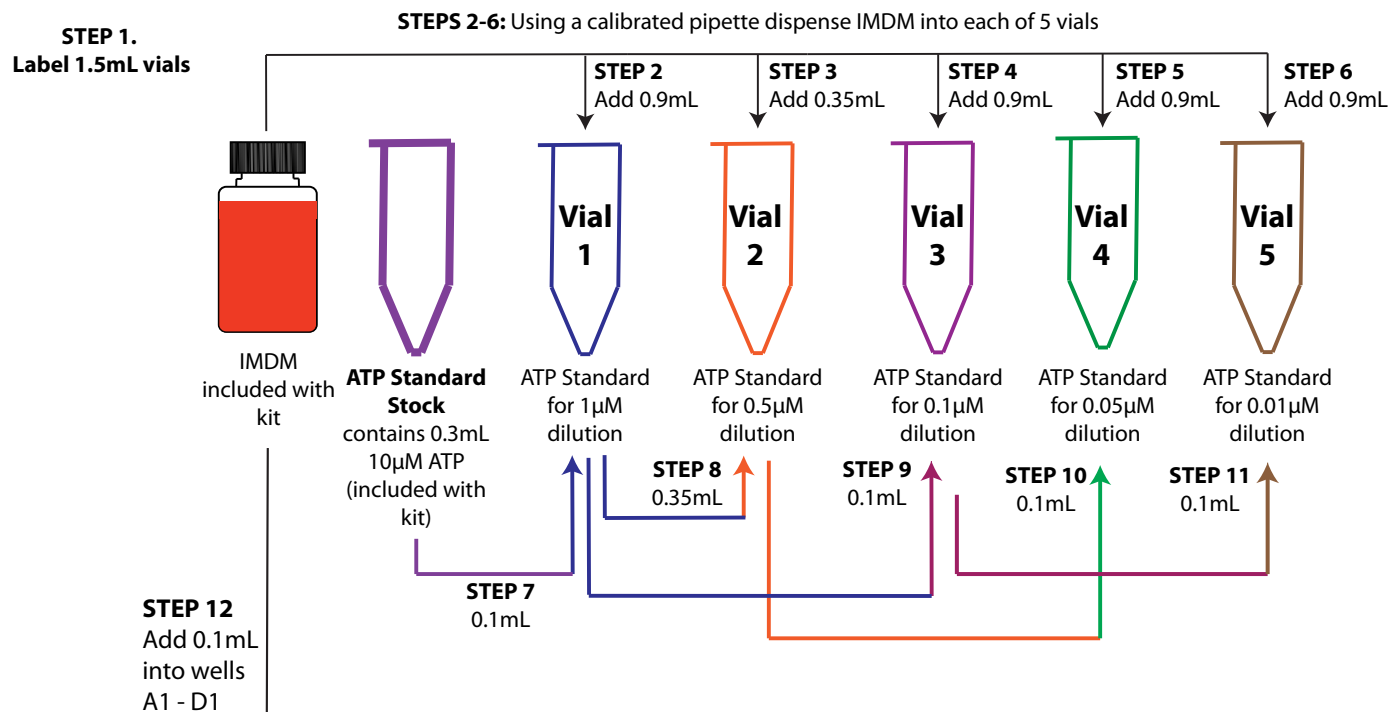 STEPS 2-6: Using a calibrated pipette dispense IMDM into each of 5 vials
STEP 1.
Label 1.5mL vials
STEP 2
Add 0.9mL
STEP 3
Add 0.35mL
STEP 4
Add 0.9mL
STEP 5
Add 0.9mL
STEP 6
Add 0.9mL
Vial
1
Vial
2
Vial
3
Vial
4
Vial
5
IMDM
included with
kit
ATP Standard
Stock
contains 0.3mL
10µM ATP
(included with
kit)
ATP Standard
for 1µM
dilution
ATP Standard
for 0.5µM
dilution
ATP Standard
for 0.1µM
dilution
ATP Standard
for 0.05µM
dilution
ATP Standard
for 0.01µM
dilution
STEP 7
0.1mL
STEP 8
0.35mL
STEP 9
0.1mL
STEP 10
0.1mL
STEP 11
0.1mL
STEP 12
Add 0.1mL
into wells
A1 - D1